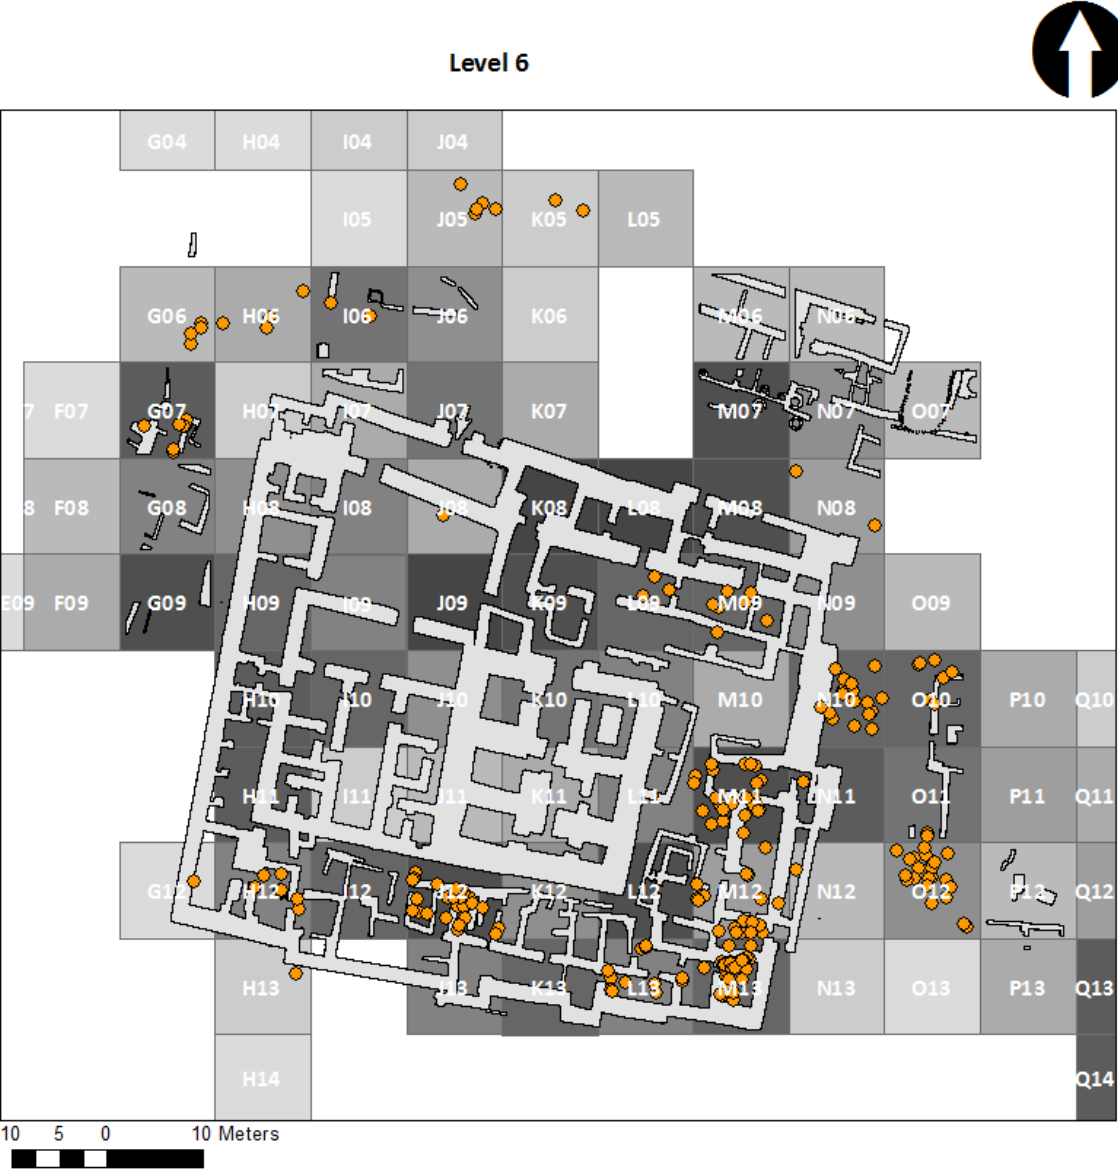 Level 6
G04 H04 I04 J04
I05 J05 K05 L05
G06 H06 I06 J06 K06 M06 N06
7 F07 G07 H07 I07 J07 K07 M07 N07 O07
8 F08 G08 H08 I08 J08 K08 L08 M08 N08
E09 F09 G09 H09 I09 J09 K09 L09 M09 N09 O09
H10 I10 J10 K10 L10 M10 N10 O10 P10 Q10
H11 I11 J11 K11 L11 M11 N11 O11 P11 Q11
G12 H12 I12 J12 K12 L12 M12 N12 O12 P12 Q12
H13 J13 K13 L13 M13 N13 O13 P13 Q13
H14 Q14
10 5 0 10 Meters